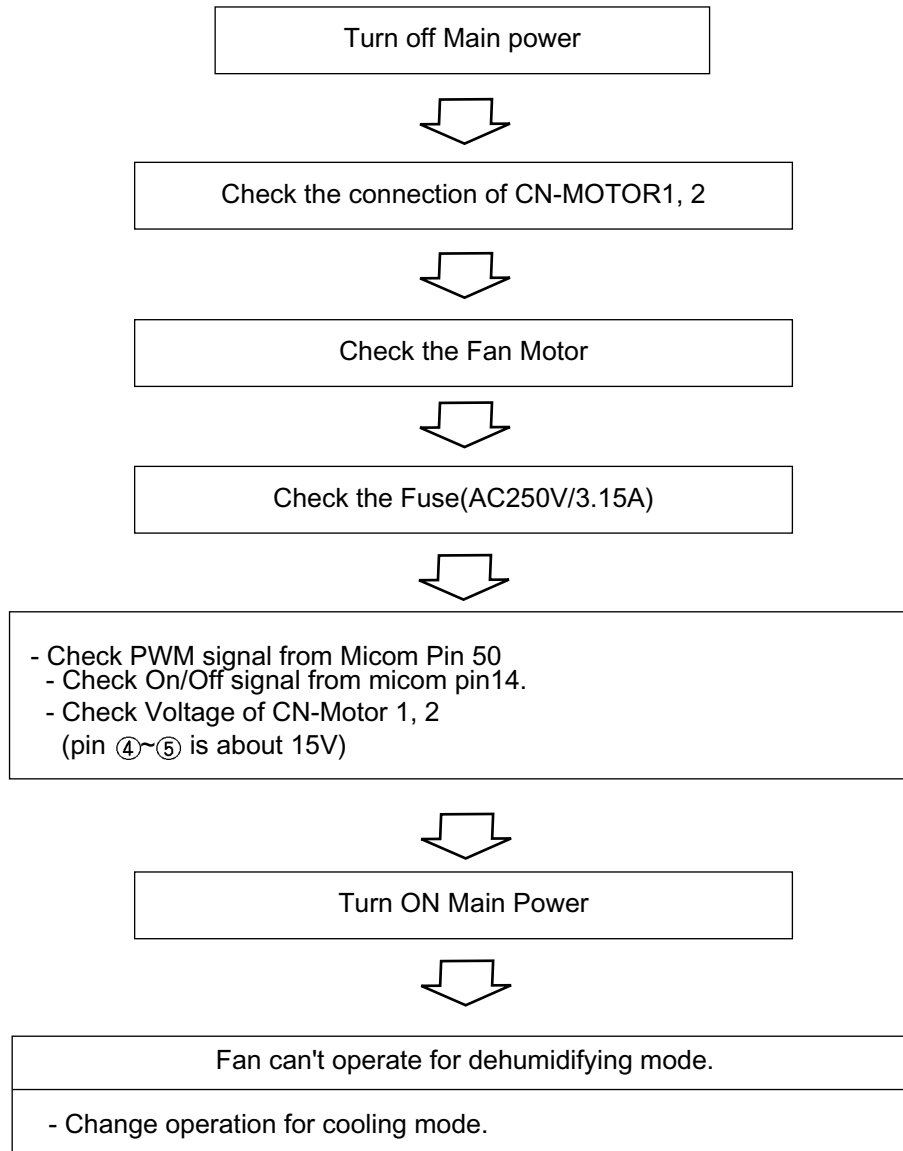 Turn off Main power
Check the connection of CN-MOTOR1, 2
Check the Fan Motor
Check the Fuse(AC250V/3.15A)
- Check PWM signal from Micom Pin 50
- Check On/Off signal from micom pin14.
- Check Voltage of CN-Motor 1, 2
(pin ④~⑤ is about 15V)
Turn ON Main Power
Fan can't operate for dehumidifying mode.
- Change operation for cooling mode.